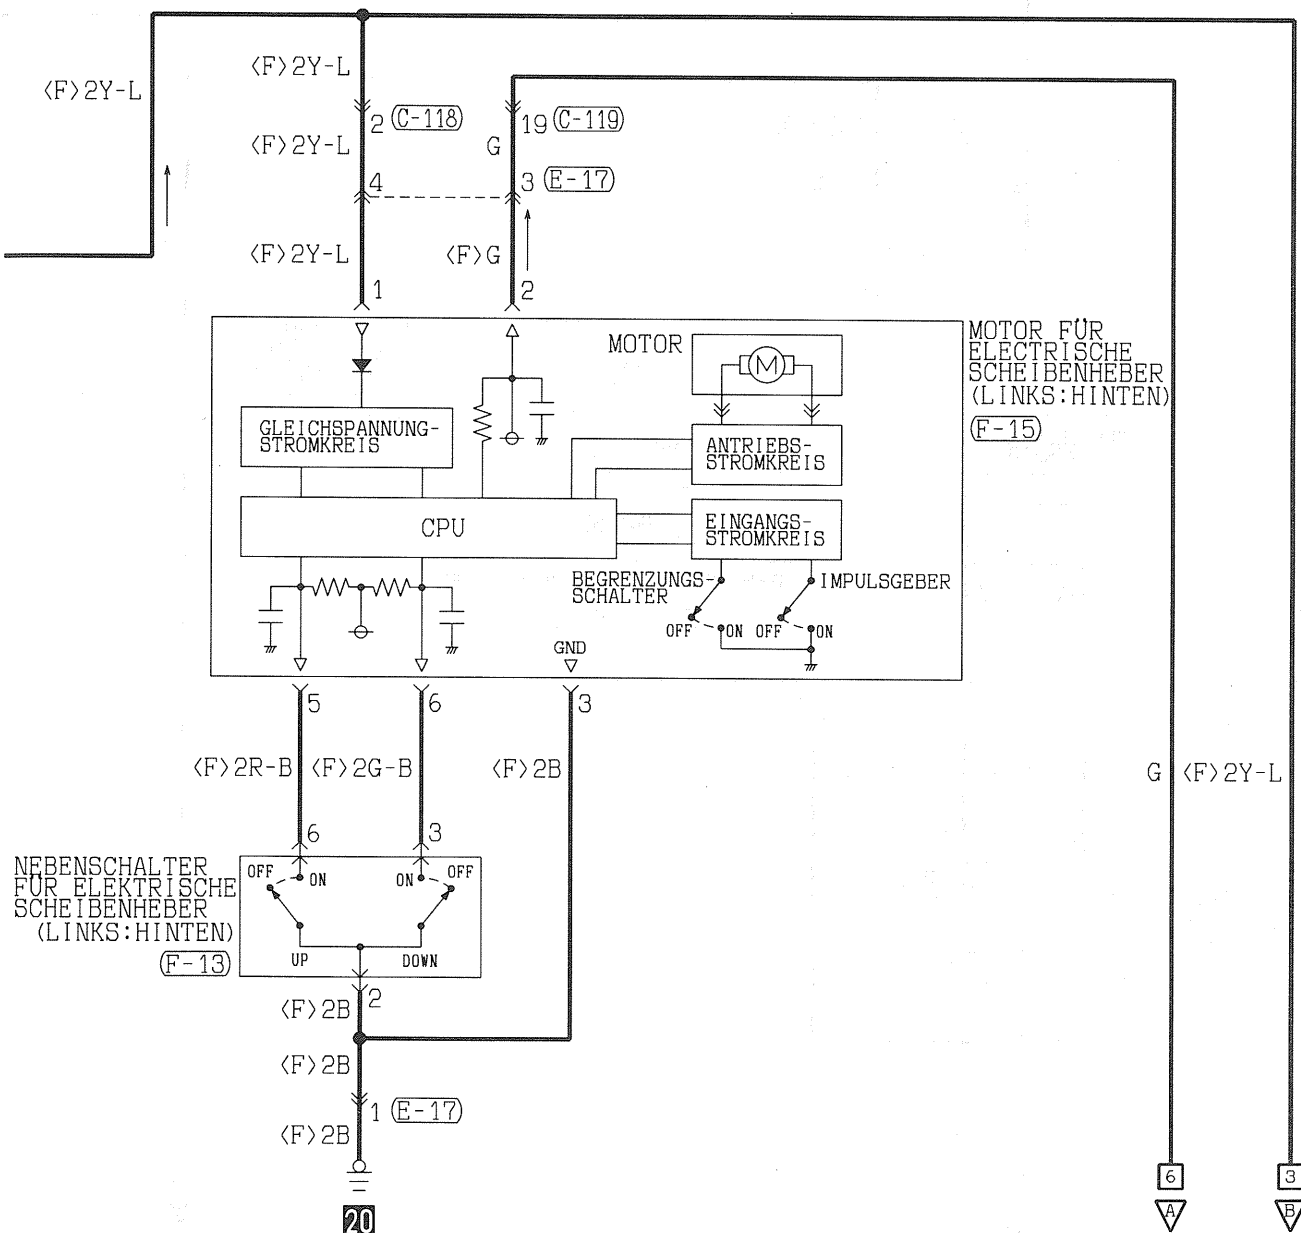 <F>2Y-L
<F>2Y-L
2 (C-118)
19 (C-119)
<F>2Y-L
G
4
3 (E-17)
<F>2Y-L
<F>G
1
2
MOTOR FÜR
ELECTRISCHE
SCHEIBENHEBER
(LINKS:HINTEN)
(F-15)
MOTOR
M
GLEICHSPANNUNG-
STROMKREIS
ANTRIEBS-
STROMKREIS
CPU
EINGANGS-
STROMKREIS
BEGRENZUNGS-
SCHALTER
IMPULSGEBER
OFF ON OFF ON
GND
5
6
3
<F>2R-B
<F>2G-B
<F>2B
G
<F>2Y-L
6
3
NEBENSCHALTER
FÜR ELEKTRISCHE
SCHEIBENHEBER
(LINKS:HINTEN)
(F-13)
OFF ON ON OFF
UP DOWN
2
<F>2B
<F>2B
1 (E-17)
<F>2B
20
6
3
A
B